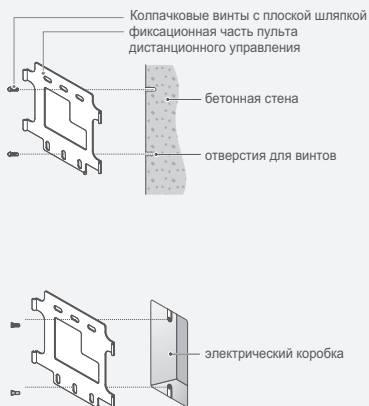 Колпачковые винты с плоской шляпкой
фиксационная часть пульта
дистанционного управления
бетонная стена
отверстия для винтов
электрический коробка